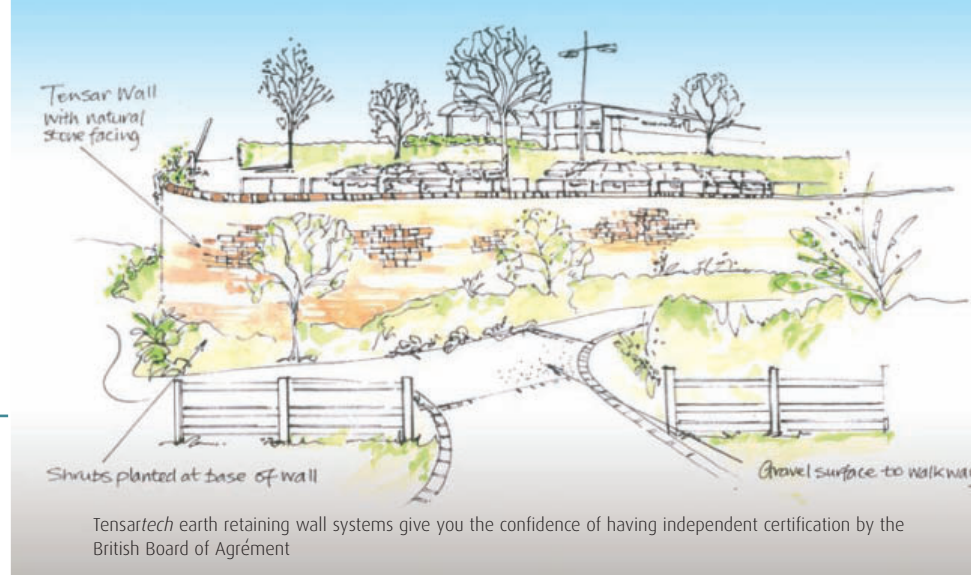 Tensar Wall
with natural
stone facing
Shrubs planted at base of wall
Gravel surface to walkway
Tensartech earth retaining wall systems give you the confidence of having independent certification by the
British Board of Agrément